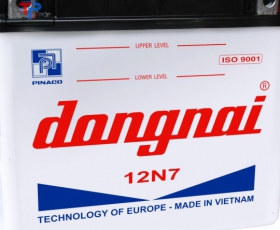 UPPER LEVEL
ISO 9001
PINACO
LOWER LEVEL
dongnai®
12N7
TECHNOLOGY OF EUROPE - MADE IN VIETNAM